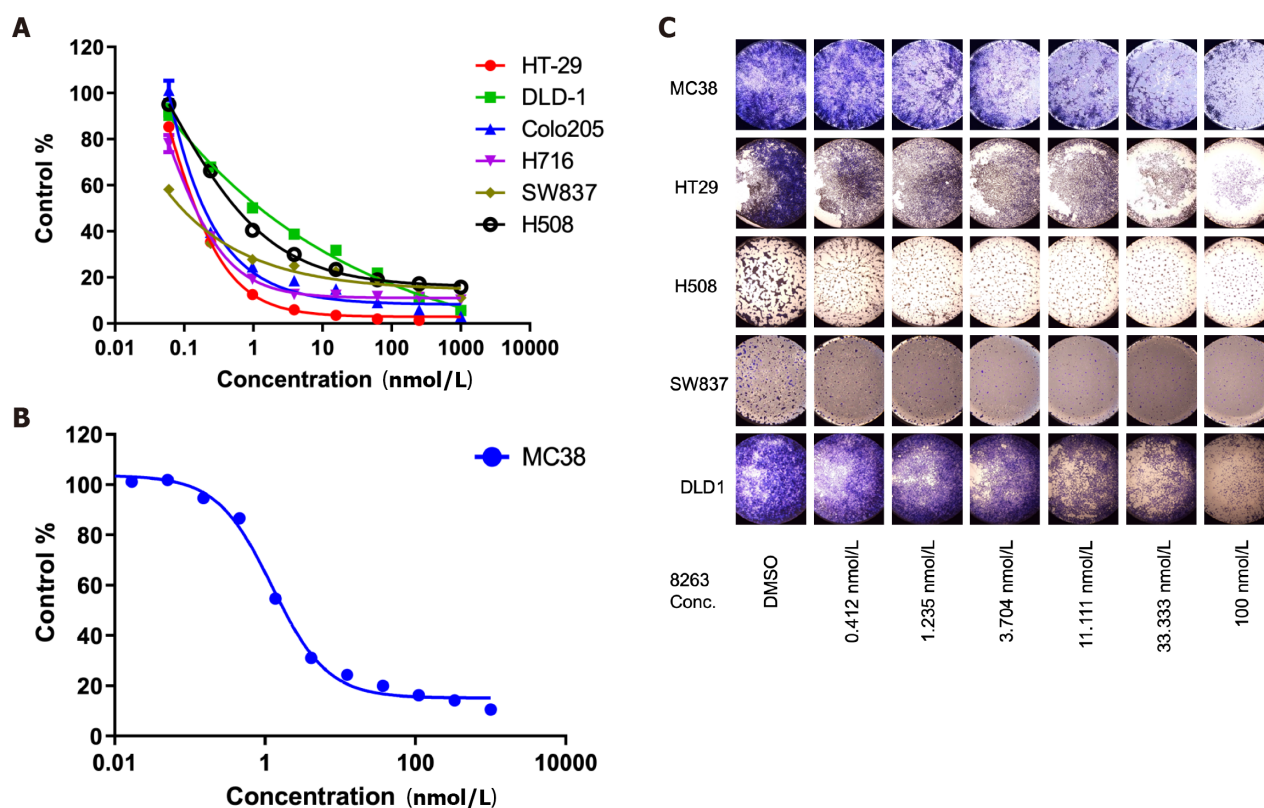 A
120
100
80
60
40
20
0
Control %
0.01
0.1
1
10
100
1000
10000
Concentration (nmol/L)
HT-29
DLD-1
Colo205
H716
SW837
H508
B
120
100
80
60
40
20
0
Control %
0.01
1
100
10000
Concentration (nmol/L)
MC38
C
MC38
HT29
H508
SW837
DLD1
8263
Conc.
DMSO
0.412 nmol/L
1.235 nmol/L
3.704 nmol/L
11.111 nmol/L
33.333 nmol/L
100 nmol/L